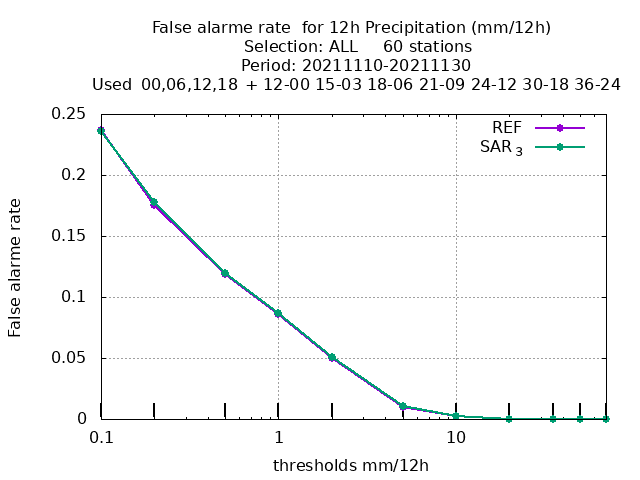 False alarme rate  for 12h Precipitation (mm/12h)
Selection: ALL     60 stations
Period: 20211110-20211130
Used  00,06,12,18  + 12-00 15-03 18-06 21-09 24-12 30-18 36-24
0.25
REF
SAR 3
0.2
0.15
False alarme rate
0.1
0.05
0
0.1
1
10
thresholds mm/12h